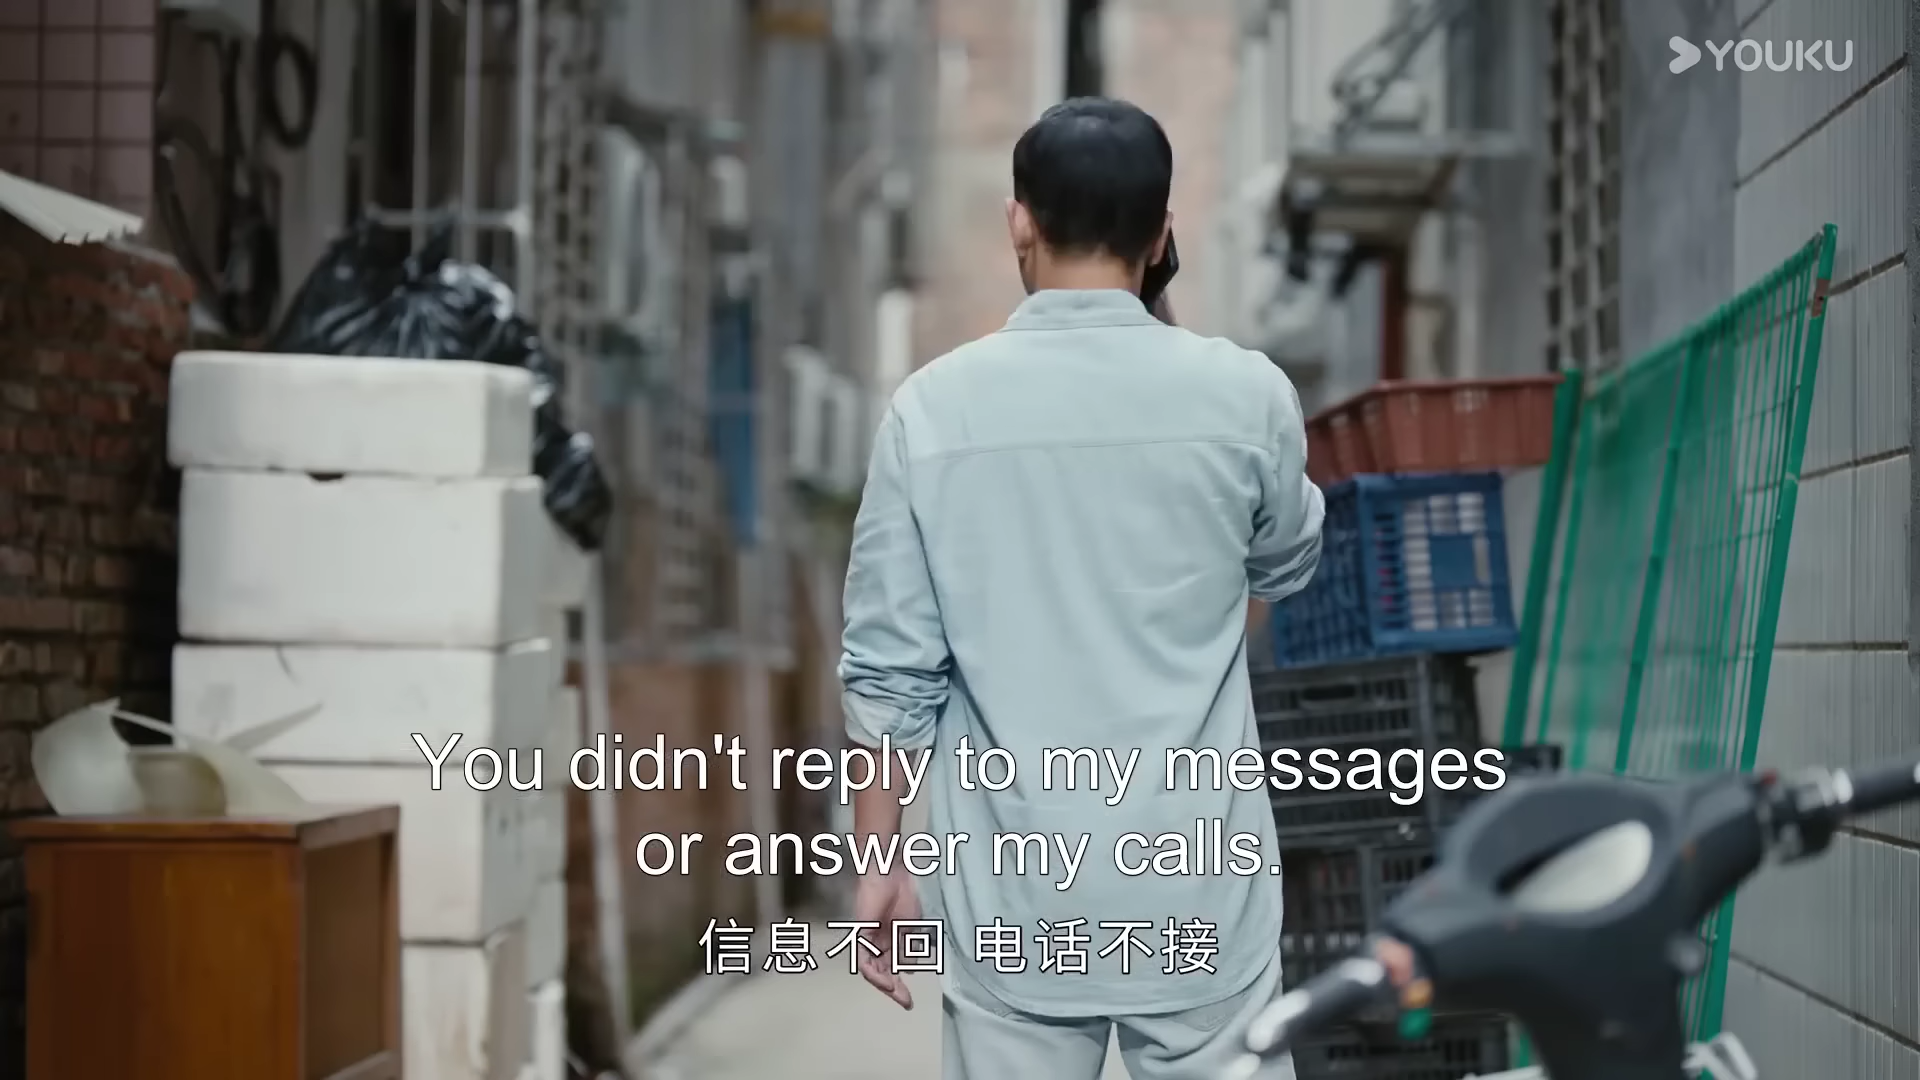 YOUKU
You didn't reply to my messages
or answer my calls.
信息不回 电话不接